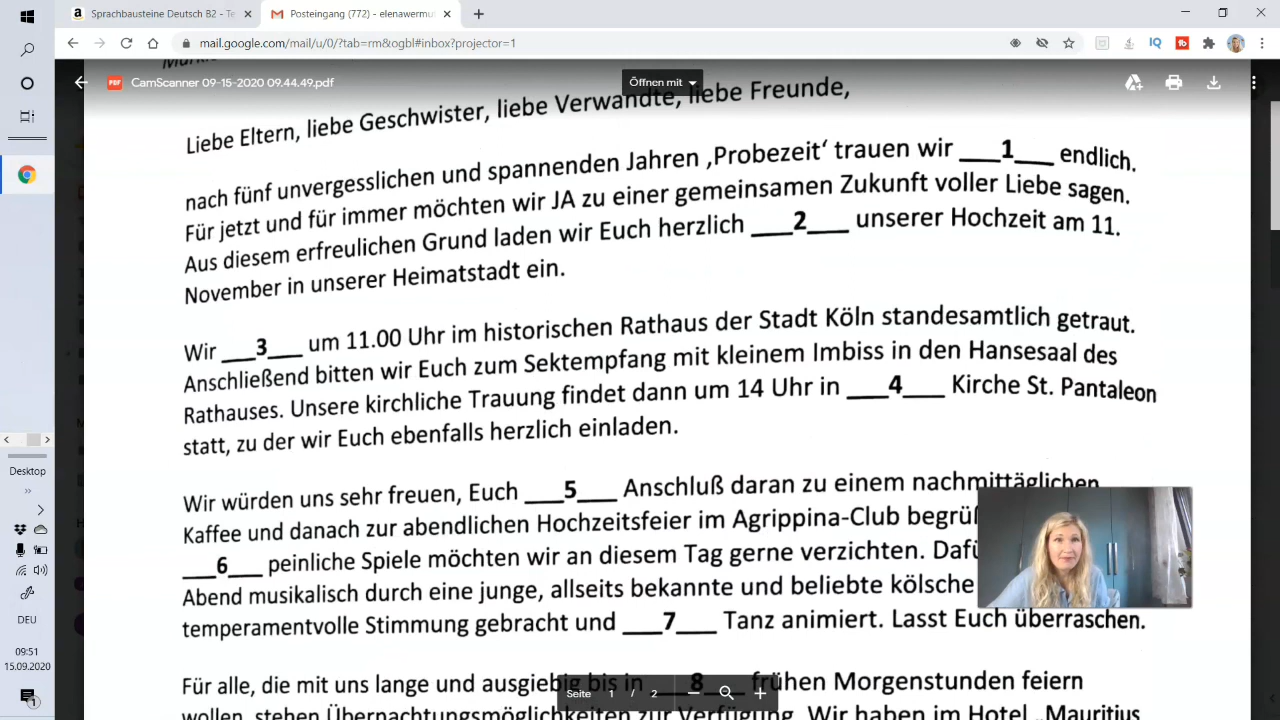 Sprachbausteine Deutsch B2 - Te
Posteingang (772) - elenawermu
mail.google.com/mail/u/0/?tab=rm&ogbl#inbox?projector=1
CamScanner 09-15-2020 09.44.49.pdf
Öffnen mit
Liebe Eltern, liebe Geschwister, liebe Verwandte, liebe Freunde,
nach fünf unvergesslichen und spannenden Jahren ‚Probezeit‘ trauen wir ___1___ endlich.
Für jetzt und für immer möchten wir JA zu einer gemeinsamen Zukunft voller Liebe sagen.
Aus diesem erfreulichen Grund laden wir Euch herzlich ___2___ unserer Hochzeit am 11.
November in unserer Heimatstadt ein.
Wir ___3___ um 11.00 Uhr im historischen Rathaus der Stadt Köln standesamtlich getraut.
Anschließend bitten wir Euch zum Sektempfang mit kleinem Imbiss in den Hansesaal des
Rathauses. Unsere kirchliche Trauung findet dann um 14 Uhr in ___4___ Kirche St. Pantaleon
statt, zu der wir Euch ebenfalls herzlich einladen.
Wir würden uns sehr freuen, Euch ___5___ Anschluß daran zu einem nachmittäglichen
Kaffee und danach zur abendlichen Hochzeitsfeier im Agrippina-Club
___6___ peinliche Spiele möchten wir an diesem Tag gerne verzichten.
Abend musikalisch durch eine junge, allseits bekannte und beliebte kölsche
temperamentvolle Stimmung gebracht und ___7___ Tanz animiert. Lasst Euch überraschen.
Für alle, die mit uns lange und ausgiebig bis in ___8___ frühen Morgenstunden feiern
wollen, stehen Übernachtungsmöglichkeiten zur Verfügung. Wir haben im Hotel „Mauritius
Seite 1 / 2
Desktop
DEU
09:51
15.09.2020